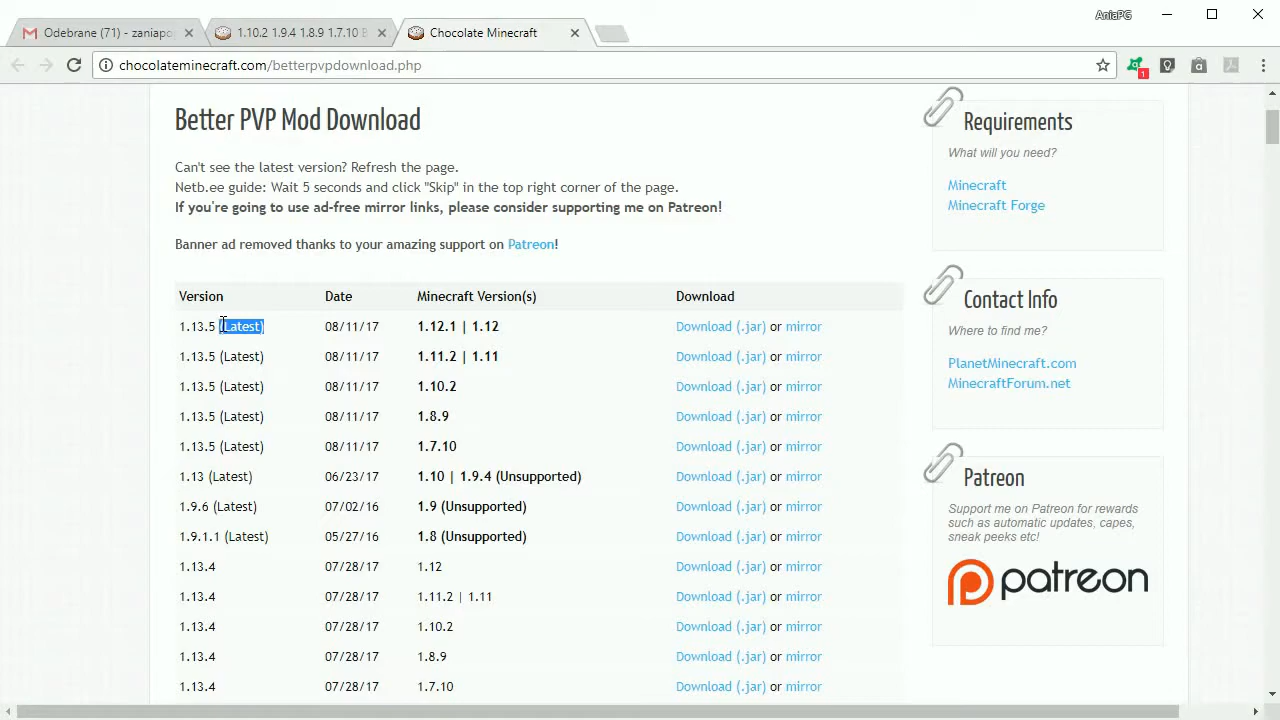 AniaPG
Odebrane (71) - zaniapo
1.10.2 1.9.4 1.8.9 1.7.10 B
Chocolate Minecraft
chocolateminecraft.com/betterpvpdownload.php
1
Better PVP Mod Download
Can't see the latest version? Refresh the page.
Netb.ee guide: Wait 5 seconds and click "Skip" in the top right corner of the page.
If you're going to use ad-free mirror links, please consider supporting me on Patreon!
Banner ad removed thanks to your amazing support on Patreon!
Version Date Minecraft Version(s) Download
1.13.5 (Latest) 08/11/17 1.12.1 | 1.12 Download (.jar) or mirror
1.13.5 (Latest) 08/11/17 1.11.2 | 1.11 Download (.jar) or mirror
1.13.5 (Latest) 08/11/17 1.10.2 Download (.jar) or mirror
1.13.5 (Latest) 08/11/17 1.8.9 Download (.jar) or mirror
1.13.5 (Latest) 08/11/17 1.7.10 Download (.jar) or mirror
1.13 (Latest) 06/23/17 1.10 | 1.9.4 (Unsupported) Download (.jar) or mirror
1.9.6 (Latest) 07/02/16 1.9 (Unsupported) Download (.jar) or mirror
1.9.1.1 (Latest) 05/27/16 1.8 (Unsupported) Download (.jar) or mirror
1.13.4 07/28/17 1.12 Download (.jar) or mirror
1.13.4 07/28/17 1.11.2 | 1.11 Download (.jar) or mirror
1.13.4 07/28/17 1.10.2 Download (.jar) or mirror
1.13.4 07/28/17 1.8.9 Download (.jar) or mirror
1.13.4 07/28/17 1.7.10 Download (.jar) or mirror
Requirements
What will you need?
Minecraft
Minecraft Forge
Contact Info
Where to find me?
PlanetMinecraft.com
MinecraftForum.net
Patreon
Support me on Patreon for rewards
such as automatic updates, capes,
sneak peeks etc!
patreon